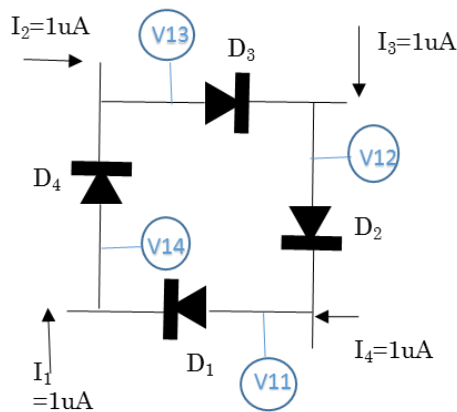 I2=1uA
V13
D3
I3=1uA
V12
D4
D2
V14
I1
=1uA
D1
V11
I4=1uA